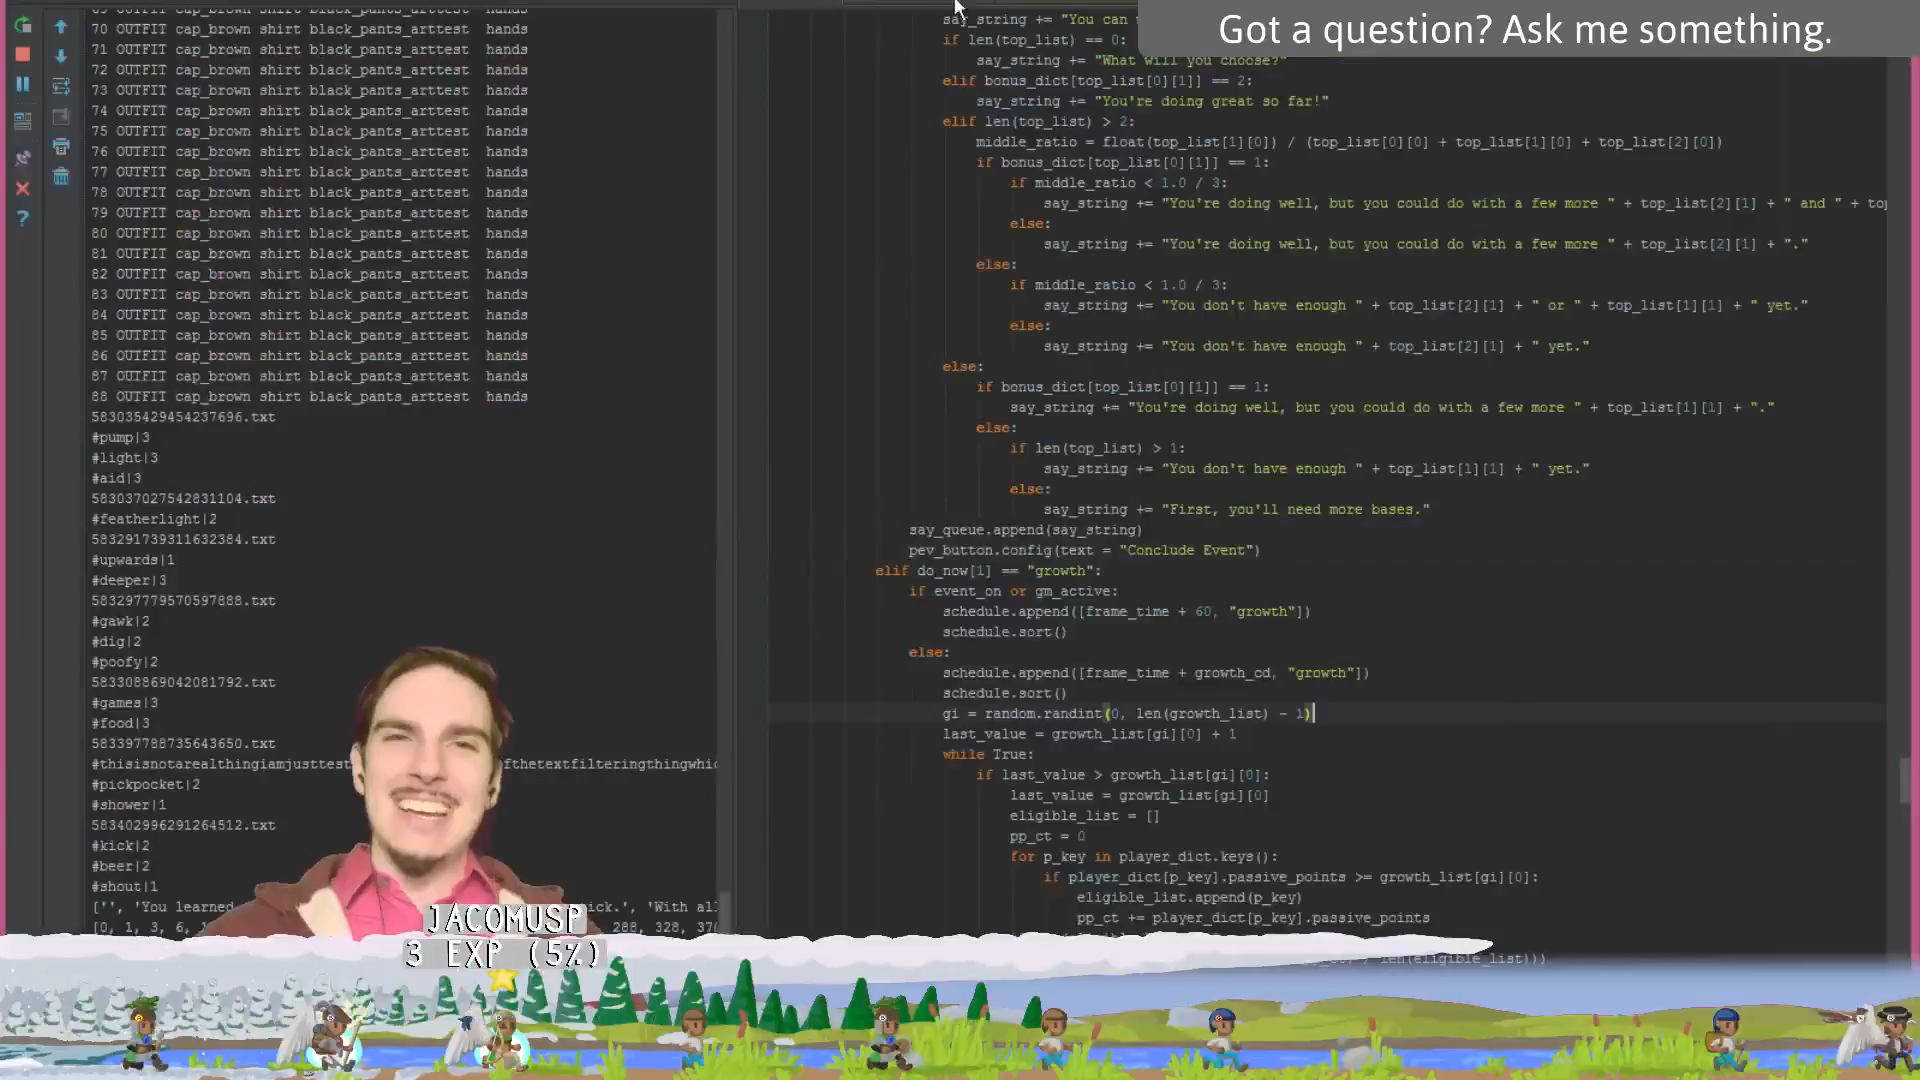 Got a question? Ask me something.
70 OUTFIT cap_brown shirt black_pants_arttest hands
71 OUTFIT cap_brown shirt black_pants_arttest hands
72 OUTFIT cap_brown shirt black_pants_arttest hands
73 OUTFIT cap_brown shirt black_pants_arttest hands
74 OUTFIT cap_brown shirt black_pants_arttest hands
75 OUTFIT cap_brown shirt black_pants_arttest hands
76 OUTFIT cap_brown shirt black_pants_arttest hands
77 OUTFIT cap_brown shirt black_pants_arttest hands
78 OUTFIT cap_brown shirt black_pants_arttest hands
79 OUTFIT cap_brown shirt black_pants_arttest hands
80 OUTFIT cap_brown shirt black_pants_arttest hands
81 OUTFIT cap_brown shirt black_pants_arttest hands
82 OUTFIT cap_brown shirt black_pants_arttest hands
83 OUTFIT cap_brown shirt black_pants_arttest hands
84 OUTFIT cap_brown shirt black_pants_arttest hands
85 OUTFIT cap_brown shirt black_pants_arttest hands
86 OUTFIT cap_brown shirt black_pants_arttest hands
87 OUTFIT cap_brown shirt black_pants_arttest hands
88 OUTFIT cap_brown shirt black_pants_arttest hands
583035429454237696.txt
#pump|3
#light|3
#aid|3
583037027542831104.txt
#featherlight|2
583291739311632384.txt
#upwards|1
#deeper|3
583297779570597888.txt
#gawk|2
#dig|2
#poofy|2
583308869042081792.txt
#games|3
#food|3
583397788735643650.txt
#thisisnotarealthingiamjusttest fthetextfilteringthingwhic
#pickpocket|2
#shower|1
583402996291264512.txt
#kick|2
#beer|2
#shout|1
['', 'You learned ick.', 'With all
[0, 1, 3, 6, 288, 328, 37
say_string += "You can
if len(top_list) == 0:
say_string += "What will you choose?"
elif bonus_dict[top_list[0][1]] == 2:
say_string += "You're doing great so far!"
elif len(top_list) > 2:
middle_ratio = float(top_list[1][0]) / (top_list[0][0] + top_list[1][0] + top_list[2][0])
if bonus_dict[top_list[0][1]] == 1:
if middle_ratio < 1.0 / 3:
say_string += "You're doing well, but you could do with a few more " + top_list[2][1] + " and " + top
else:
say_string += "You're doing well, but you could do with a few more " + top_list[2][1] + "."
else:
if middle_ratio < 1.0 / 3:
say_string += "You don't have enough " + top_list[2][1] + " or " + top_list[1][1] + " yet."
else:
say_string += "You don't have enough " + top_list[2][1] + " yet."
else:
if bonus_dict[top_list[0][1]] == 1:
say_string += "You're doing well, but you could do with a few more " + top_list[1][1] + "."
else:
if len(top_list) > 1:
say_string += "You don't have enough " + top_list[1][1] + " yet."
else:
say_string += "First, you'll need more bases."
say_queue.append(say_string)
pev_button.config(text = "Conclude Event")
elif do_now[1] == "growth":
if event_on or gm_active:
schedule.append([frame_time + 60, "growth"])
schedule.sort()
else:
schedule.append([frame_time + growth_cd, "growth"])
schedule.sort()
gi = random.randint(0, len(growth_list) - 1)
last_value = growth_list[gi][0] + 1
while True:
if last_value > growth_list[gi][0]:
last_value = growth_list[gi][0]
eligible_list = []
pp_ct = 0
for p_key in player_dict.keys():
if player_dict[p_key].passive_points >= growth_list[gi][0]:
eligible_list.append(p_key)
pp_ct += player_dict[p_key].passive_points
len(eligible_list)))
JACOMUSP
3 EXP (5%)